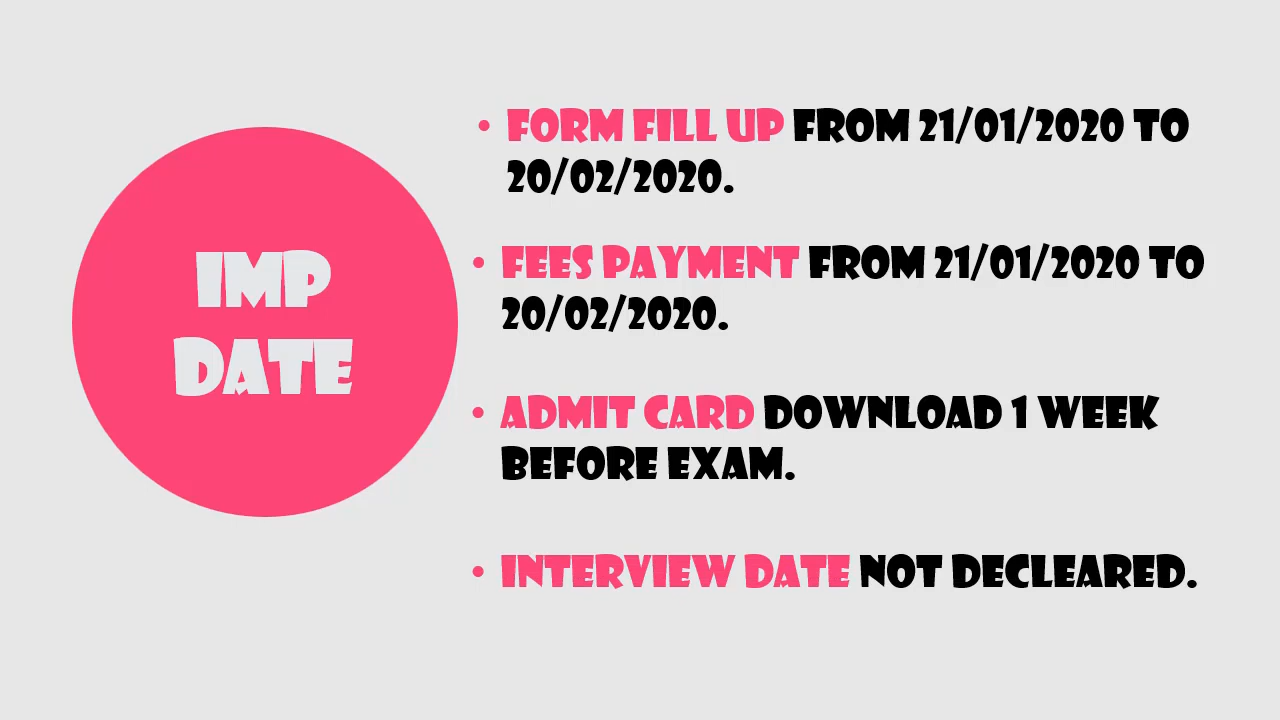 IMP
DATE
• FORM FILL UP FROM 21/01/2020 TO
20/02/2020.
• FEES PAYMENT FROM 21/01/2020 TO
20/02/2020.
• ADMIT CARD DOWNLOAD 1 WEEK
BEFORE EXAM.
• INTERVIEW DATE NOT DECLEARED.